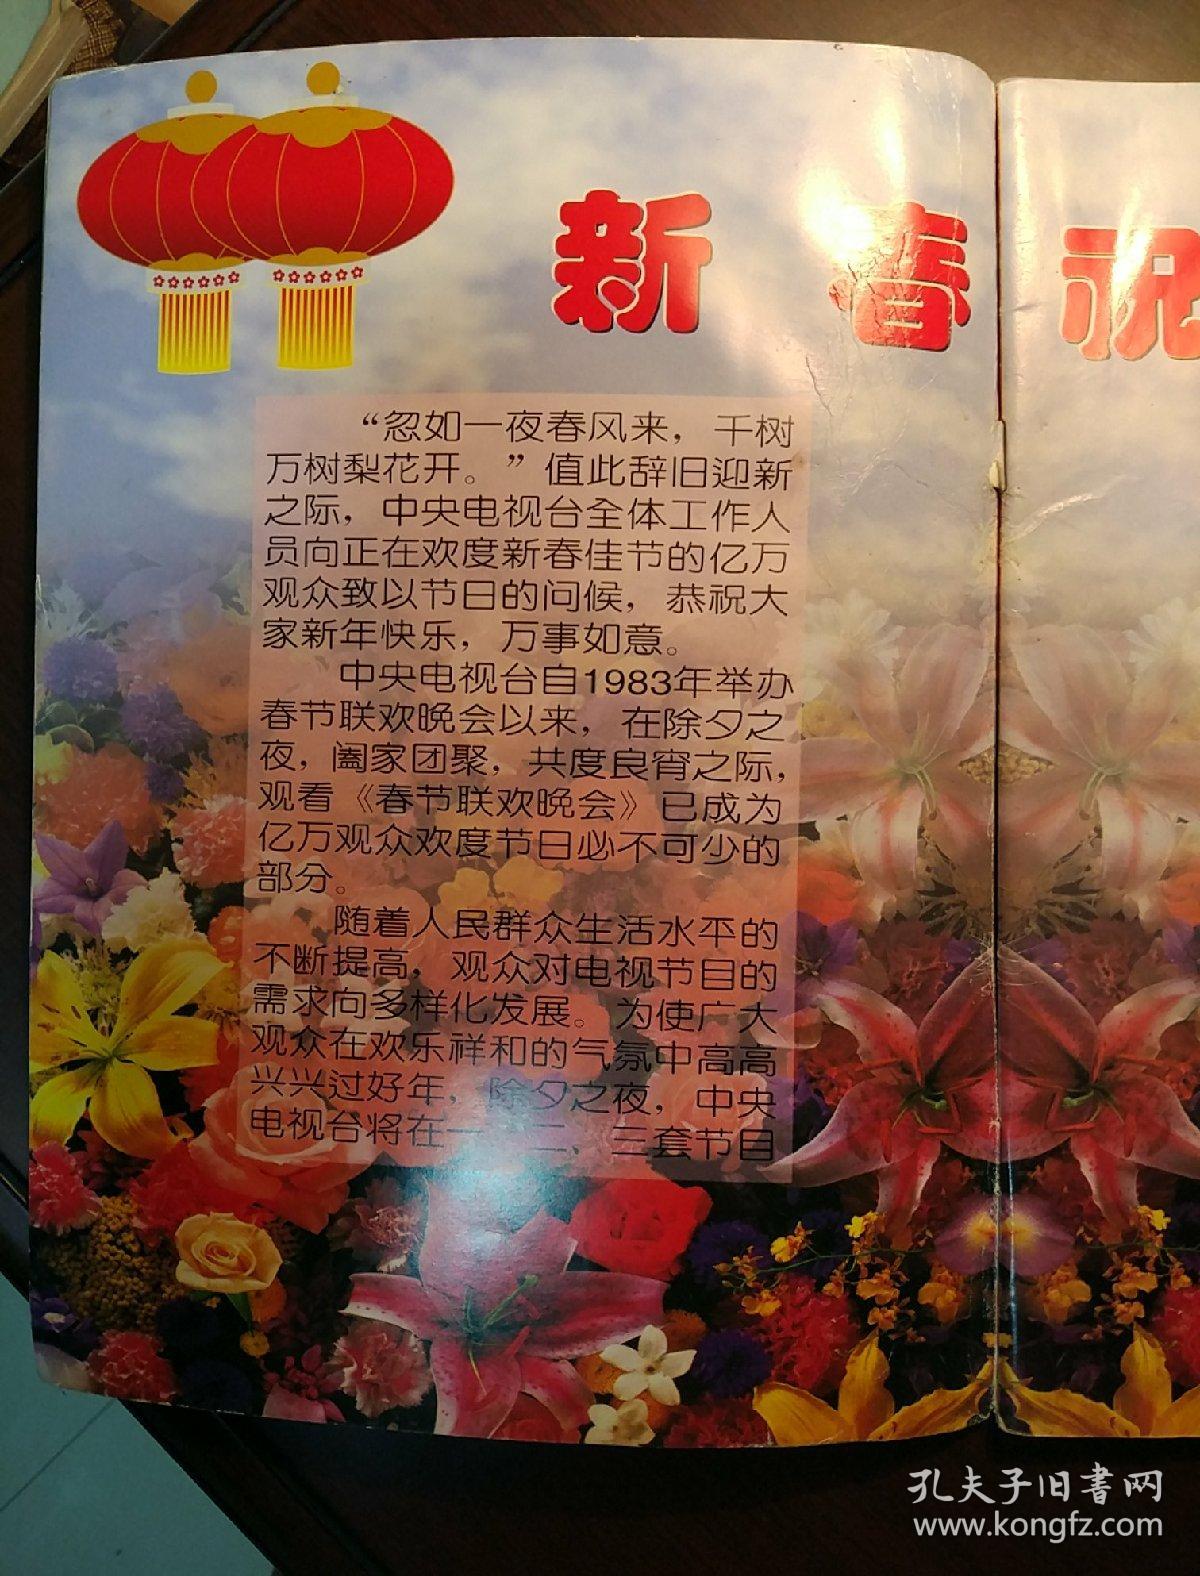 新春祝
“忽如一夜春风来，千树
万树梨花开。”值此辞旧迎新
之际，中央电视台全体工作人
员向正在欢度新春佳节的亿万
观众致以节日的问候，恭祝大
家新年快乐，万事如意。
中央电视台自1983年举办
春节联欢晚会以来，在除夕之
夜，阖家团聚，共度良宵之际，
观看《春节联欢晚会》已成为
亿万观众欢度节日必不可少的
部分。
随着人民群众生活水平的
不断提高，观众对电视节目的
需求向多样化发展。为使广大
观众在欢乐祥和的气氛中高高
兴兴过好年，除夕之夜，中央
电视台将在一、二，三套节目
孔夫子旧书网
www.kongfz.com